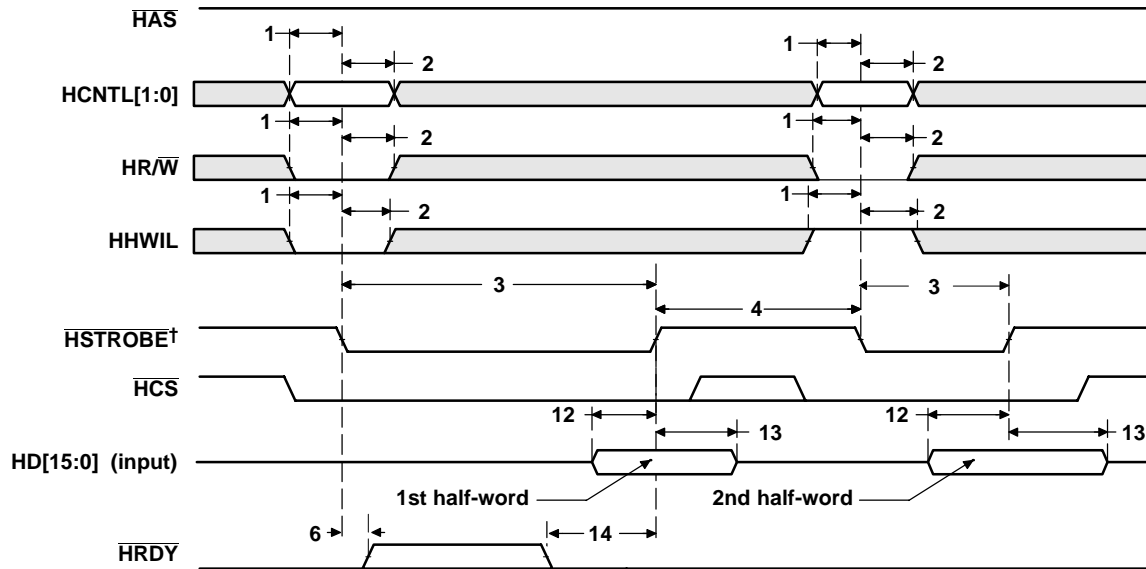 HAS
1
1
2
2
HCNTL[1:0]
1
1
2
2
HR/W
1
1
2
2
HHWIL
3
3
4
HSTROBE†
HCS
12
12
13
13
HD[15:0] (input)
1st half-word
2nd half-word
6
14
HRDY